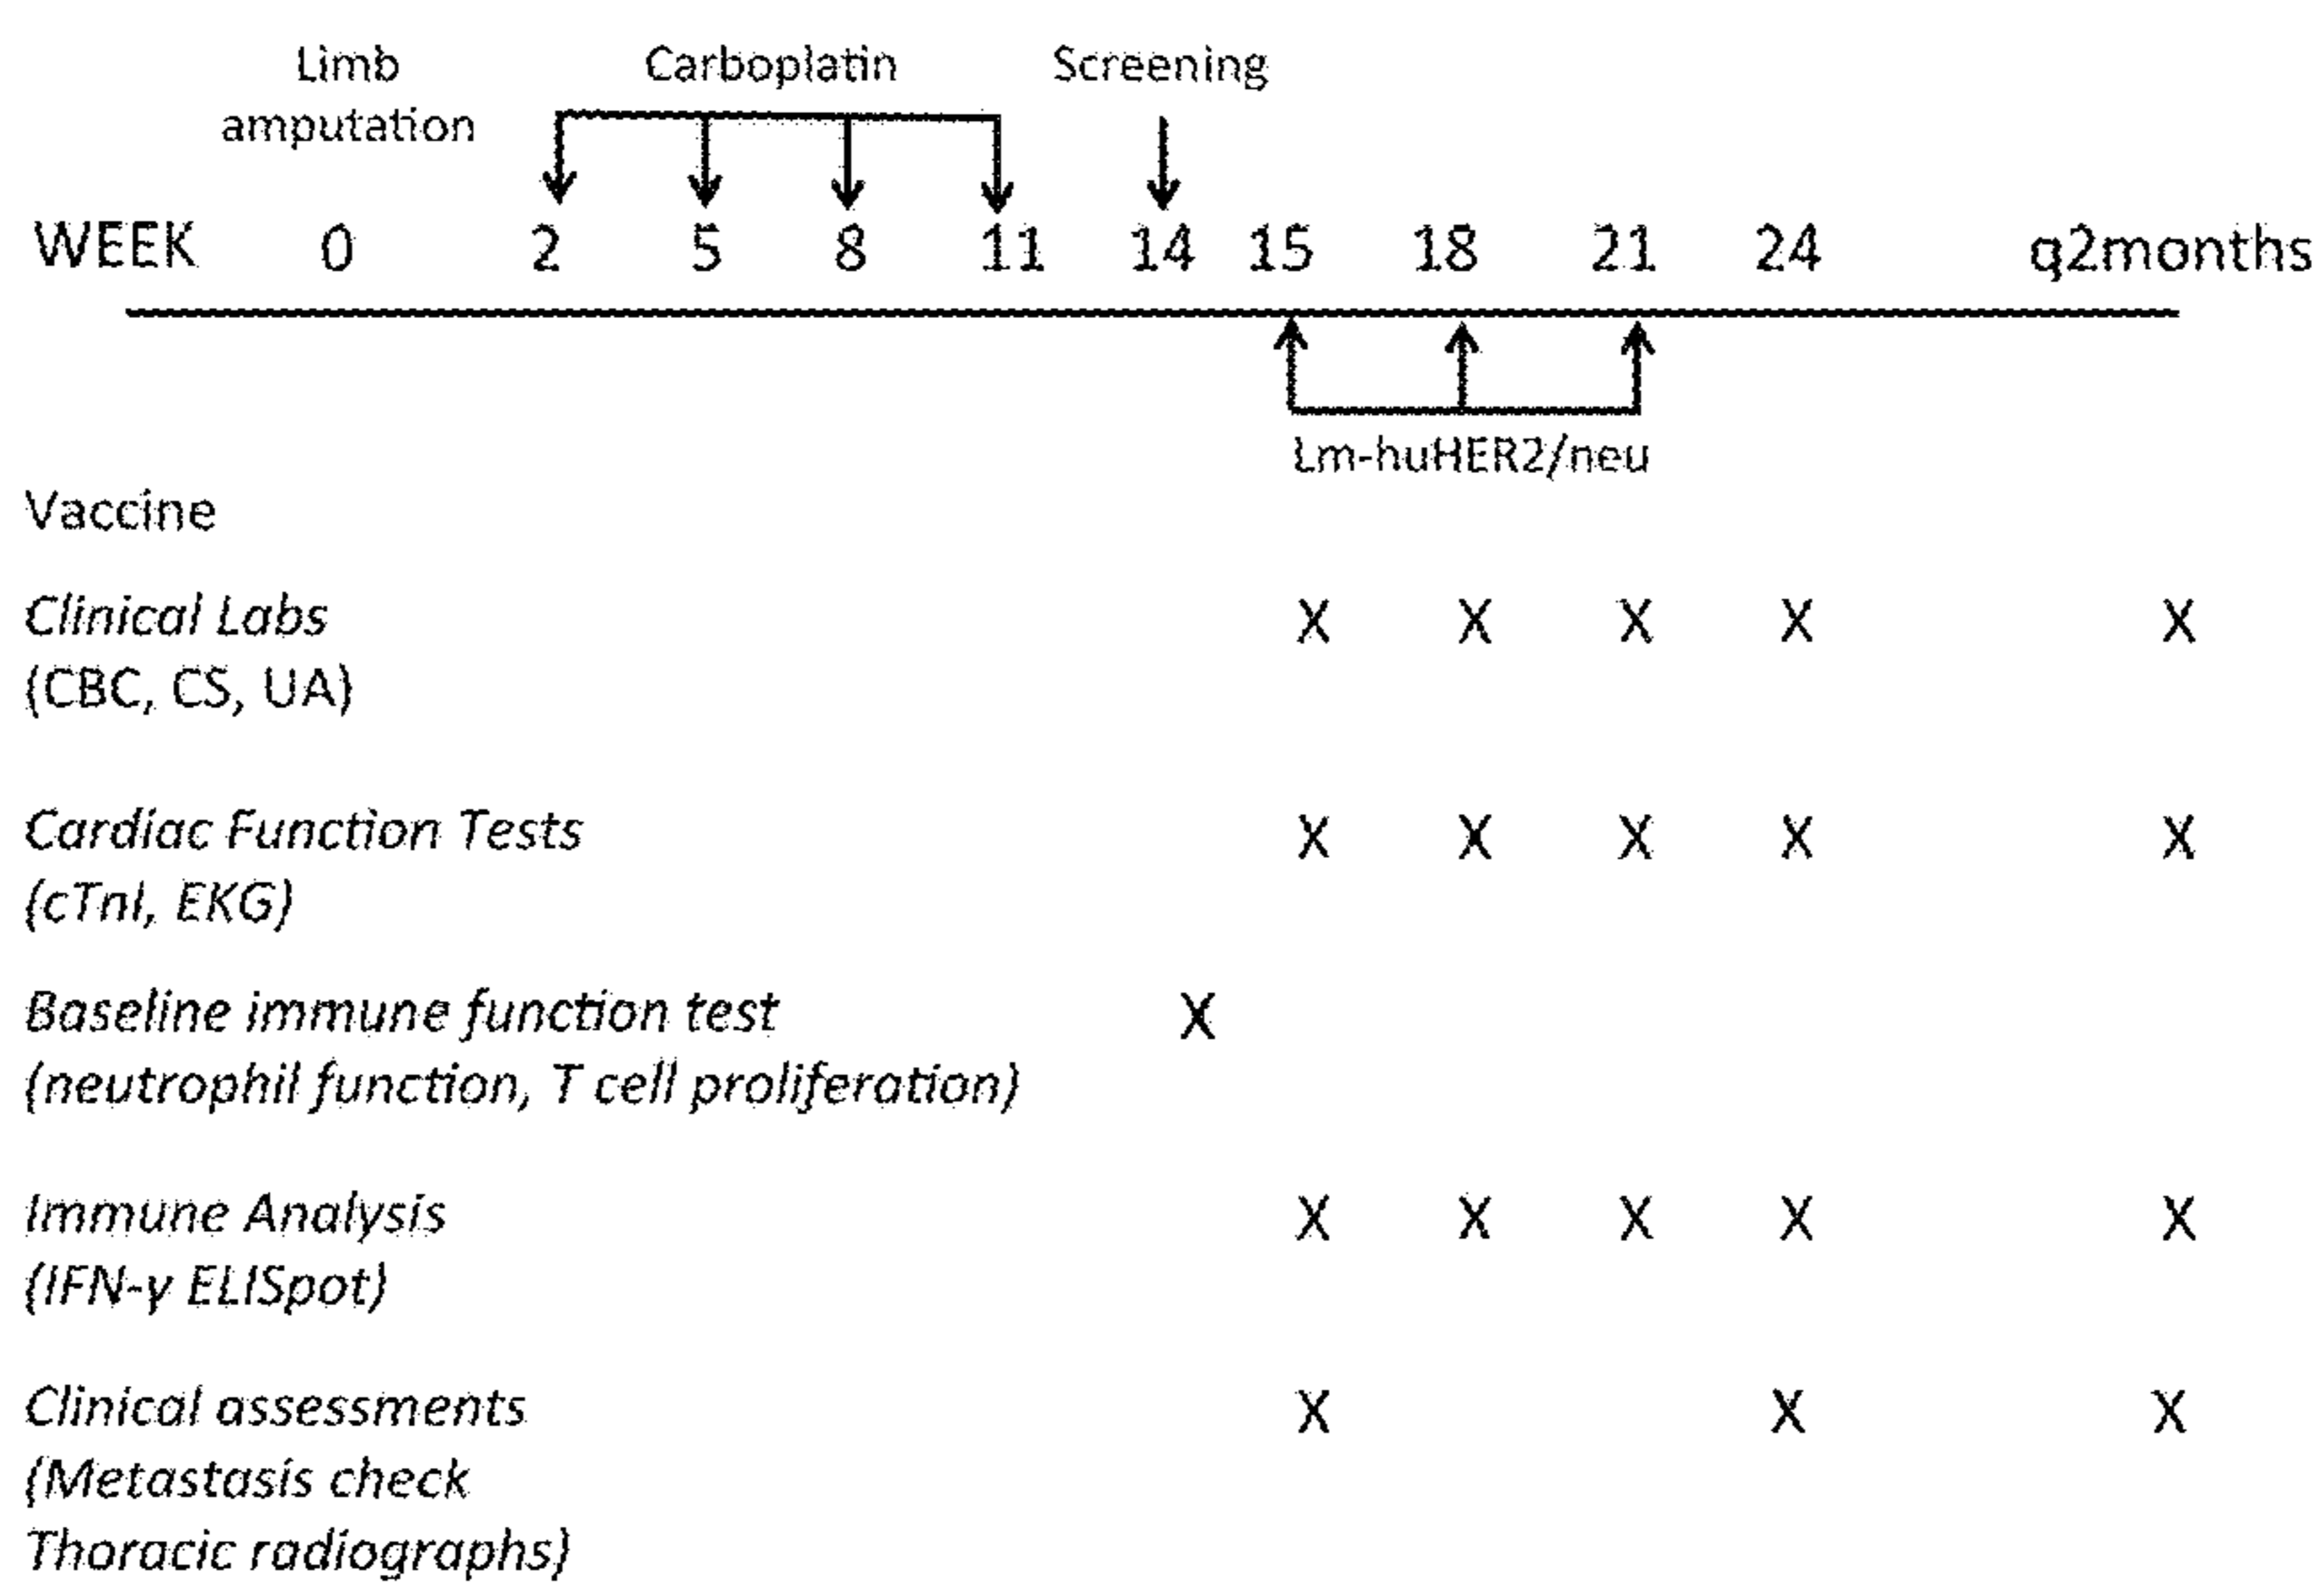 Limb Carboplatin Screening
amputation
WEEK 0 2 5 8 11 14 15 18 21 24 q2months
Lm-huHER2/neu
Vaccine
Clinical Labs X X X X X
(CBC, CS, UA)
Cardiac Function Tests X X X X X
(cTnI, EKG)
Baseline immune function test X
(neutrophil function, T cell proliferation)
Immune Analysis X X X X X
(IFN-γ ELISpot)
Clinical assessments X X X
(Metastasis check
Thoracic radiographs)